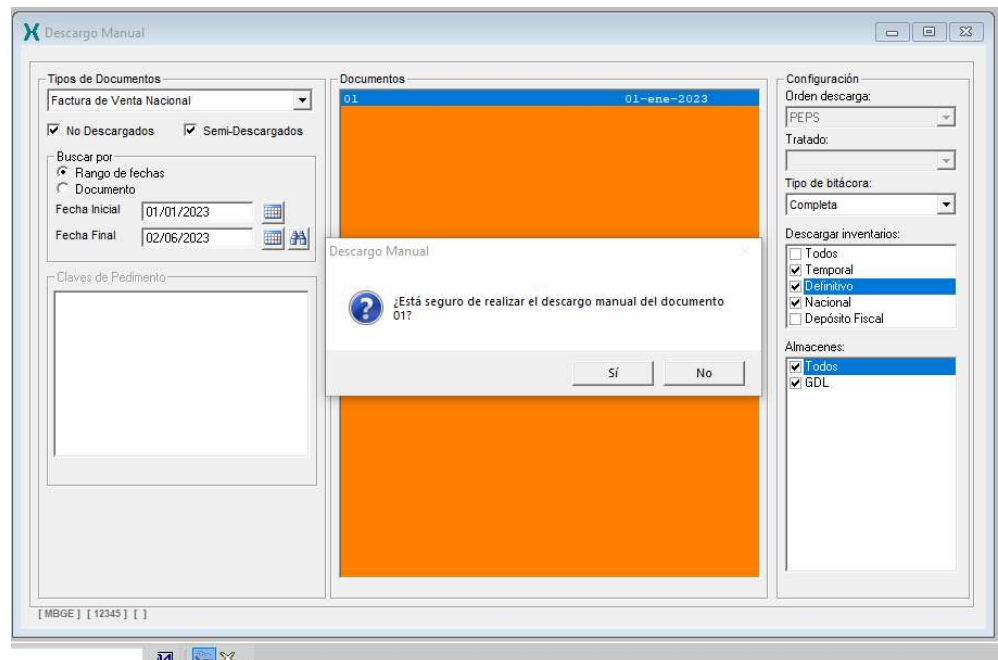 Descargo Manual
Tipos de Documentos
Factura de Venta Nacional
No Descargados
Semi-Descargados
Buscar por
Rango de fechas
Documento
Fecha Inicial 01/01/2023
Fecha Final 02/06/2023
Claves de Pedimento
Documentos
01 01-ene-2023
Descargo Manual
¿Está seguro de realizar el descargo manual del documento
01?
Sí
No
Configuración
Orden descarga:
PEPS
Tratado:
Tipo de bitácora:
Completa
Descargar inventarios:
Todos
Temporal
Definitivo
Nacional
Depósito Fiscal
Almacenes:
Todos
GDL
[ MBGE ] [ 12345 ] [ ]